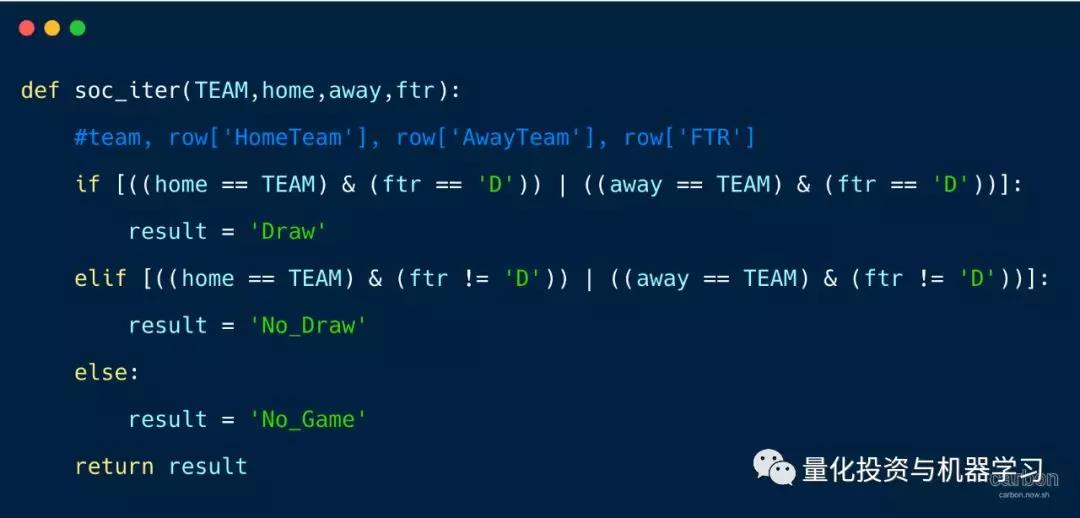 def soc_iter(TEAM,home,away,ftr):
    #team, row['HomeTeam'], row['AwayTeam'], row['FTR']
    if [((home == TEAM) & (ftr == 'D')) | ((away == TEAM) & (ftr == 'D'))]:
        result = 'Draw'
    elif [((home == TEAM) & (ftr != 'D')) | ((away == TEAM) & (ftr != 'D'))]:
        result = 'No_Draw'
    else:
        result = 'No_Game'
    return result
量化投资与机器学习
carbon
carbon.now.sh